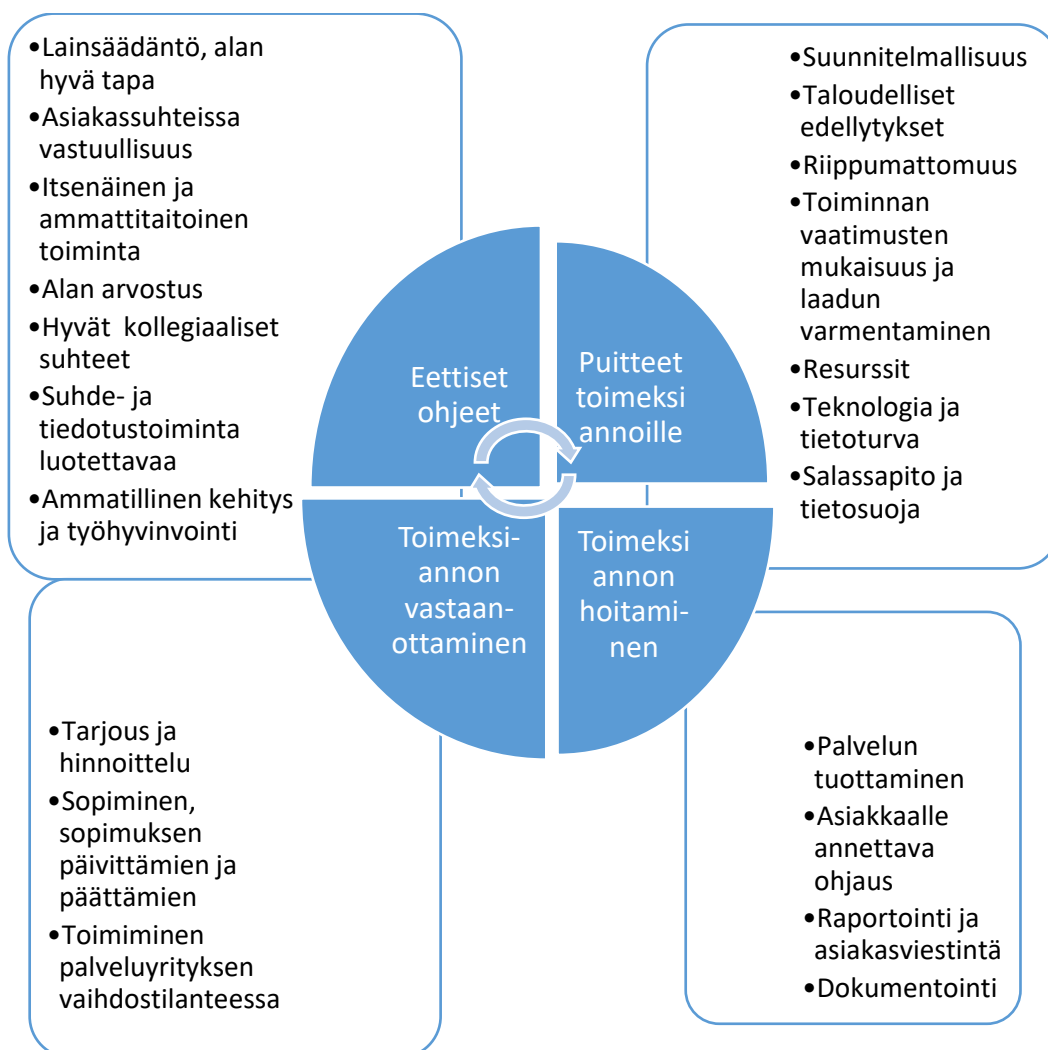 •Lainsäädäntö, alan
hyvä tapa
•Asiakassuhteissa
vastuullisuus
•Itsenäinen ja
ammattitaitoinen
toiminta
•Alan arvostus
•Hyvät kollegiaaliset
suhteet
•Suhde- ja
tiedotustoiminta
luotettavaa
•Ammatillinen kehitys
ja työhyvinvointi
•Suunnitelmallisuus
•Taloudelliset
edellytykset
•Riippumattomuus
•Toiminnan
vaatimusten
mukaisuus ja
laadun
varmentaminen
•Resurssit
•Teknologia ja
tietoturva
•Salassapito ja
tietosuoja
Eettiset
ohjeet
Puitteet
toimeksi
annoille
Toimeksi-
annon
vastaan-
ottaminen
Toimeksi
annon
hoitami-
nen
•Tarjous ja
hinnoittelu
•Sopiminen,
sopimuksen
päivittämien ja
päättämien
•Toimiminen
palveluyrityksen
vaihdostilanteessa
•Palvelun
tuottaminen
•Asiakkaalle
annettava
ohjaus
•Raportointi ja
asiakasviestintä
•Dokumentointi